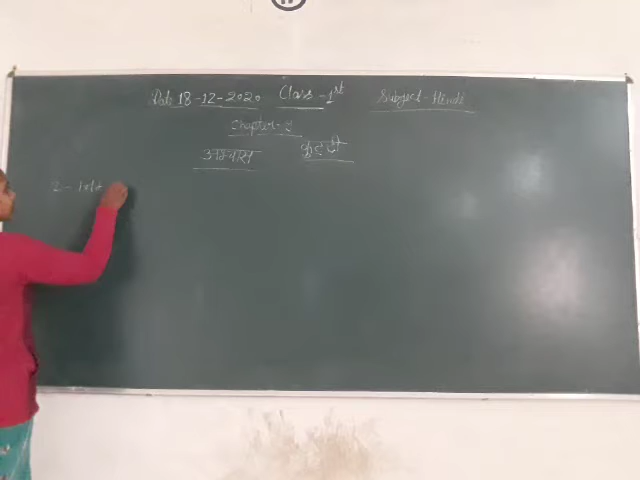 Date 18-12-2020 Class-1st Subject-Hindi
Chapter-2
अभ्यास